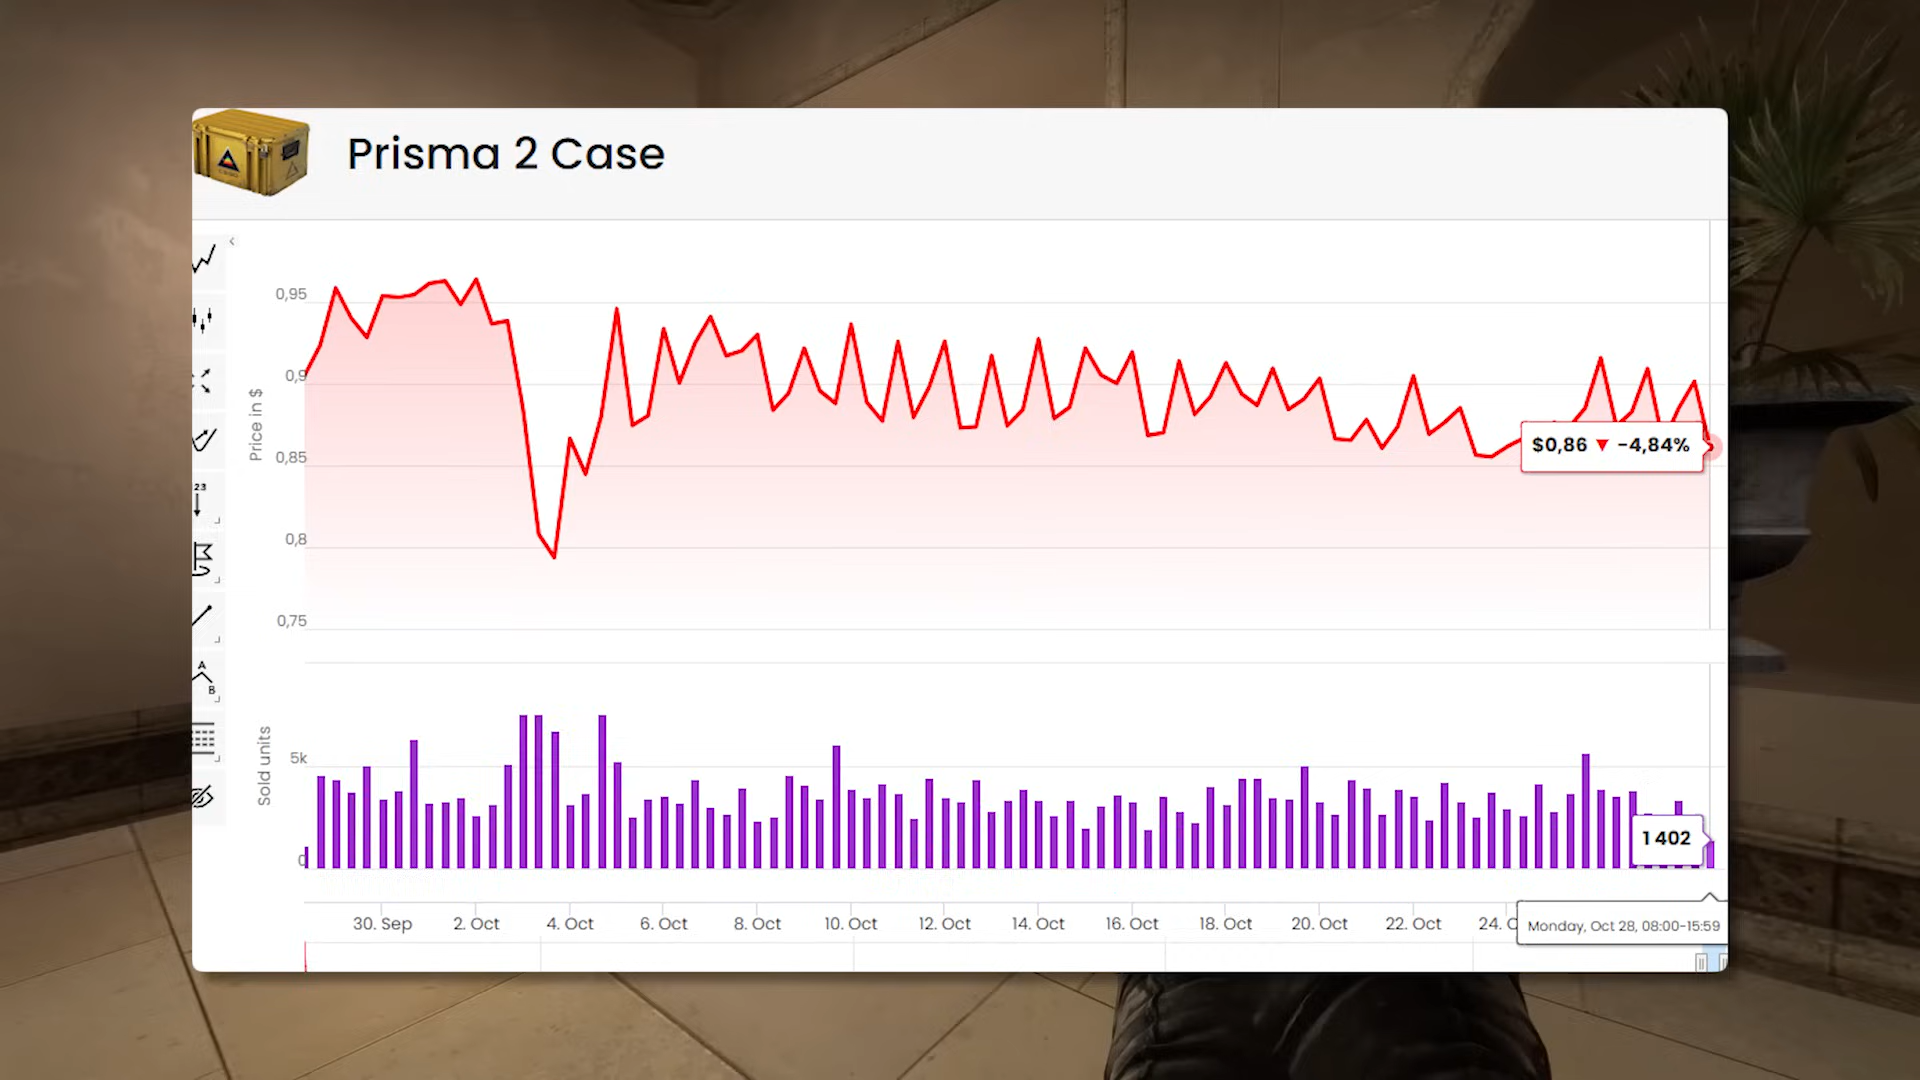 Prisma 2 Case
0,95
0,9
0,85
0,8
0,75
Price in $
$0,86 ▼ -4,84%
5k
0
Sold units
1 402
30. Sep
2. Oct
4. Oct
6. Oct
8. Oct
10. Oct
12. Oct
14. Oct
16. Oct
18. Oct
20. Oct
22. Oct
24. O
Monday, Oct 28, 08:00-15:59
23
A
B